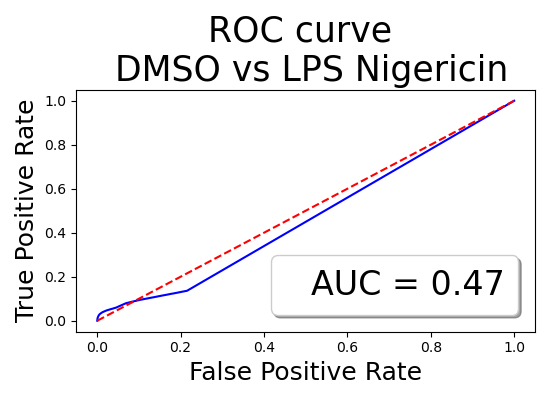 ROC curve
DMSO vs LPS Nigericin
True Positive Rate
1.0
0.8
0.6
0.4
0.2
0.0
AUC = 0.47
0.0 0.2 0.4 0.6 0.8 1.0
False Positive Rate